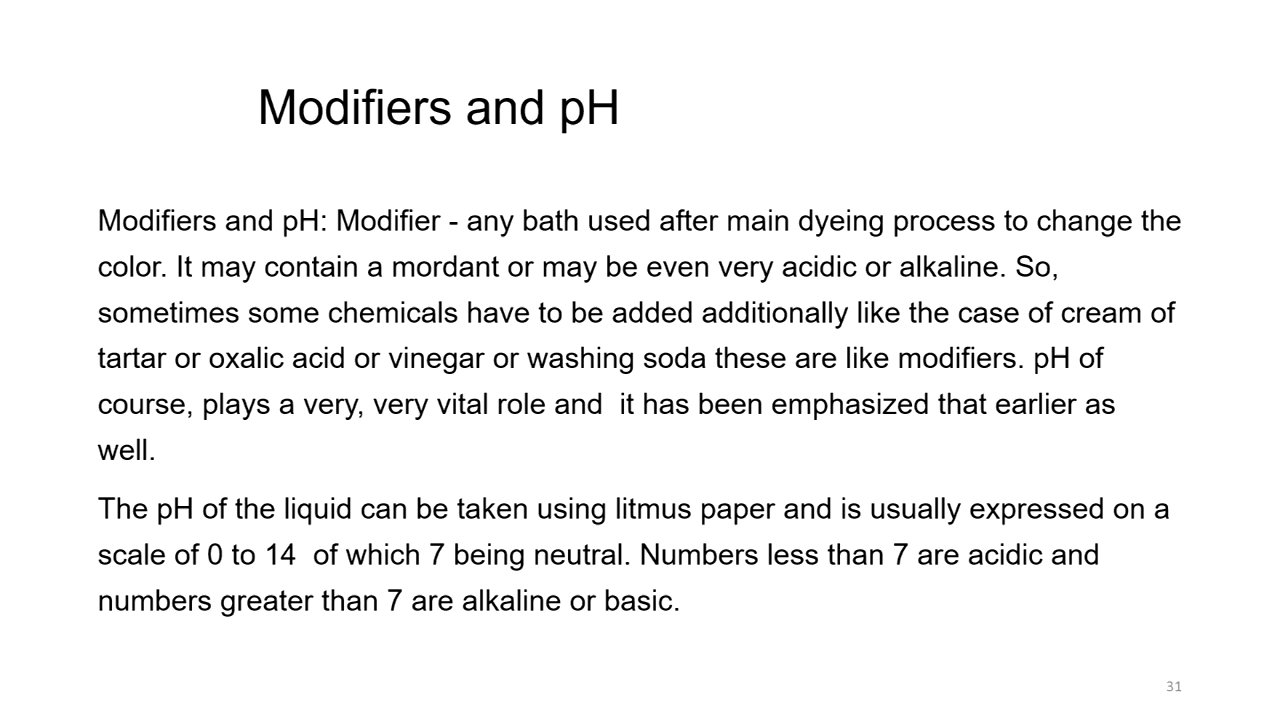 Modifiers and pH
Modifiers and pH: Modifier - any bath used after main dyeing process to change the
color. It may contain a mordant or may be even very acidic or alkaline. So,
sometimes some chemicals have to be added additionally like the case of cream of
tartar or oxalic acid or vinegar or washing soda these are like modifiers. pH of
course, plays a very, very vital role and  it has been emphasized that earlier as
well.
The pH of the liquid can be taken using litmus paper and is usually expressed on a
scale of 0 to 14  of which 7 being neutral. Numbers less than 7 are acidic and
numbers greater than 7 are alkaline or basic.
31